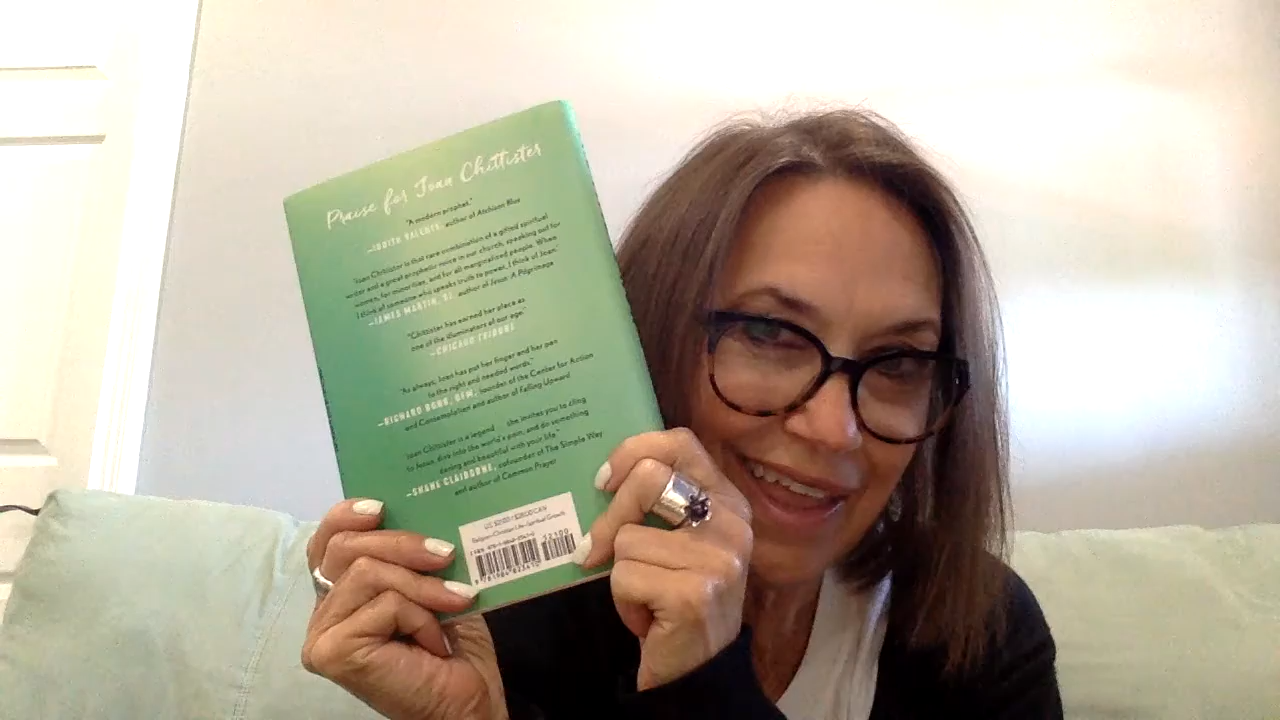 Praise for Joan Chittister
"A modern prophet."
—JUDITH VALENTE, author of Atchison Blue
"Joan Chittister is that rare combination of a gifted spiritual
writer and a great prophetic voice in our church, speaking out for
women, for minorities, and for all marginalized people. When
I think of someone who speaks truth to power, I think of Joan."
—JAMES MARTIN, SJ, author of Jesus: A Pilgrimage
"Chittister has earned her place as
one of the illuminators of our age."
—CHICAGO TRIBUNE
"As always, Joan has put her finger and her pen
to the right and needed words."
—RICHARD ROHR, OFM, founder of the Center for Action
and Contemplation and author of Falling Upward
"Joan Chittister is a legend . . . she invites you to cling
to Jesus, dive into the world's pain, and do something
daring and beautiful with your life."
—SHANE CLAIBORNE, cofounder of The Simple Way
and author of Common Prayer
Religion—Christian Life—Spiritual Growth